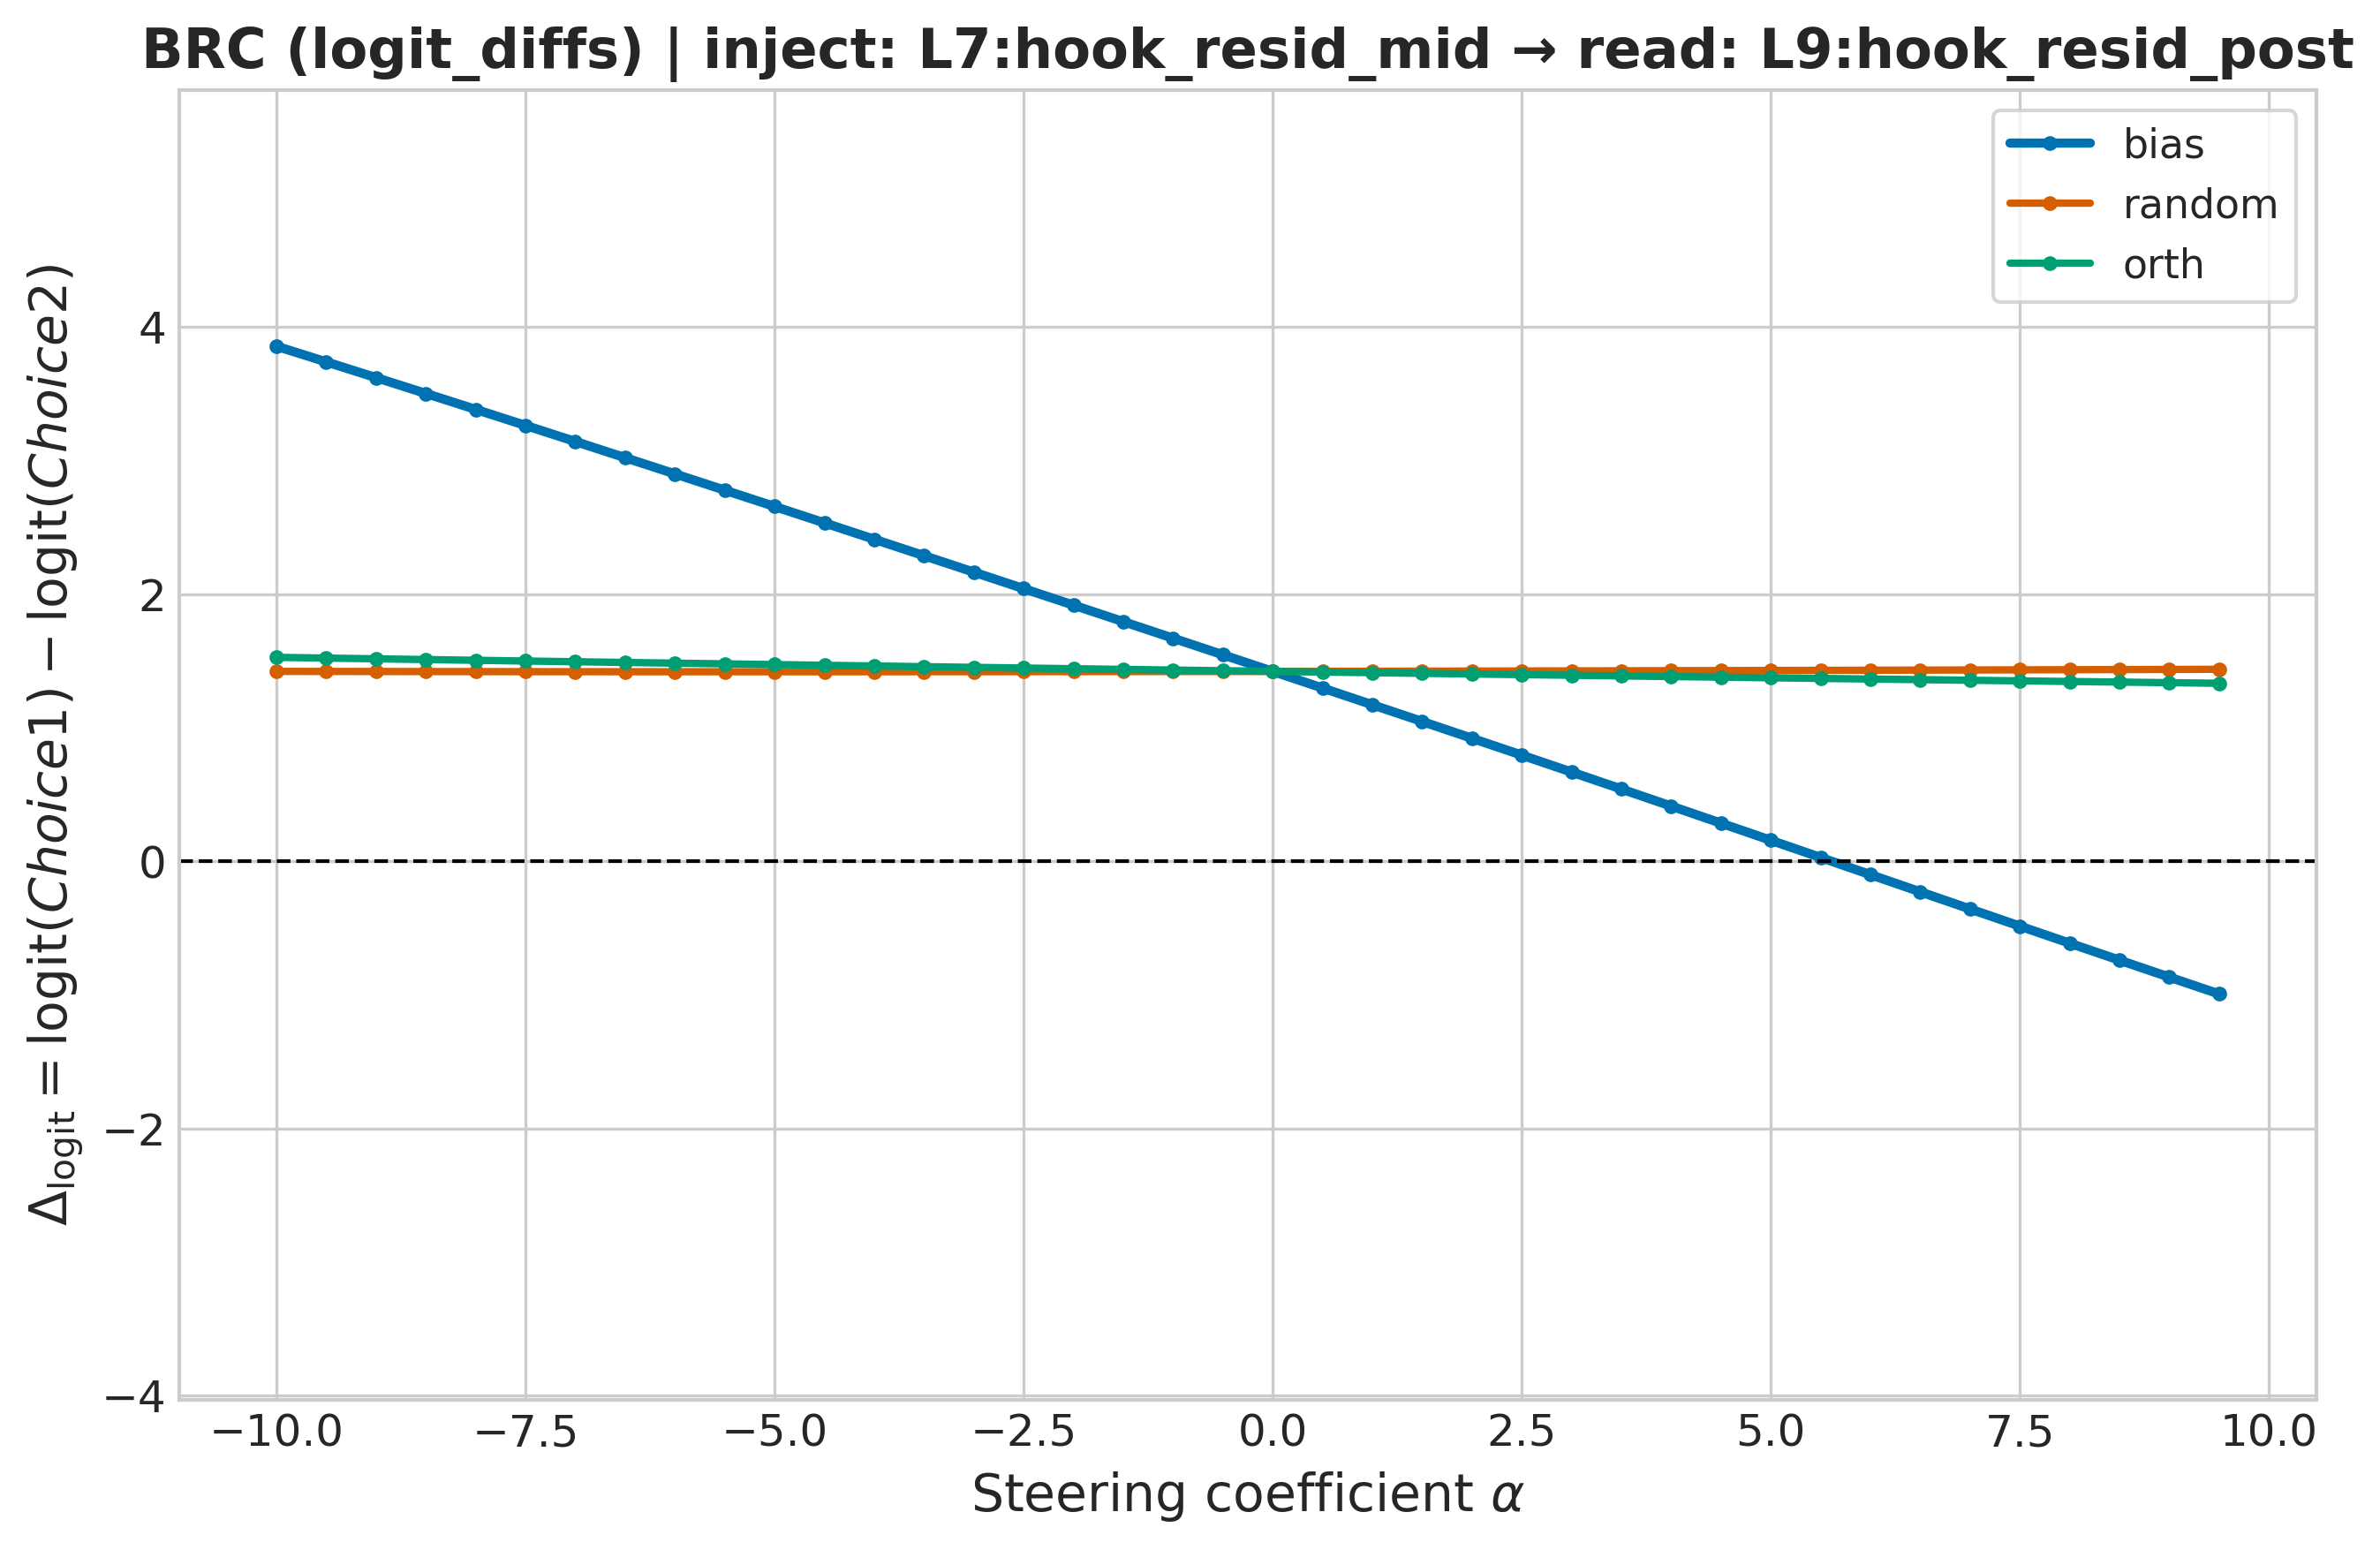 BRC (logit_diffs) | inject: L7:hook_resid_mid → read: L9:hook_resid_post
bias
random
orth
Δlogit = logit(Choice1) − logit(Choice2)
4
2
0
−2
−4
−10.0 −7.5 −5.0 −2.5 0.0 2.5 5.0 7.5 10.0
Steering coefficient α